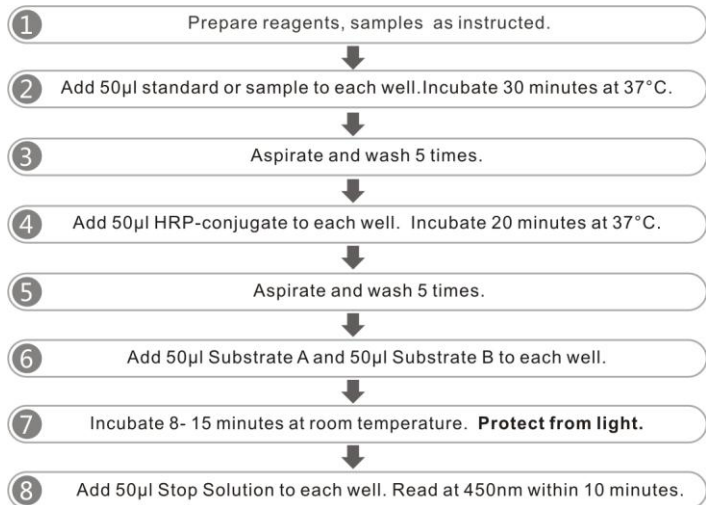 1 Prepare reagents, samples as instructed.
2 Add 50μl standard or sample to each well.Incubate 30 minutes at 37°C.
3 Aspirate and wash 5 times.
4 Add 50μl HRP-conjugate to each well. Incubate 20 minutes at 37°C.
5 Aspirate and wash 5 times.
6 Add 50μl Substrate A and 50μl Substrate B to each well.
7 Incubate 8- 15 minutes at room temperature. Protect from light.
8 Add 50μl Stop Solution to each well. Read at 450nm within 10 minutes.